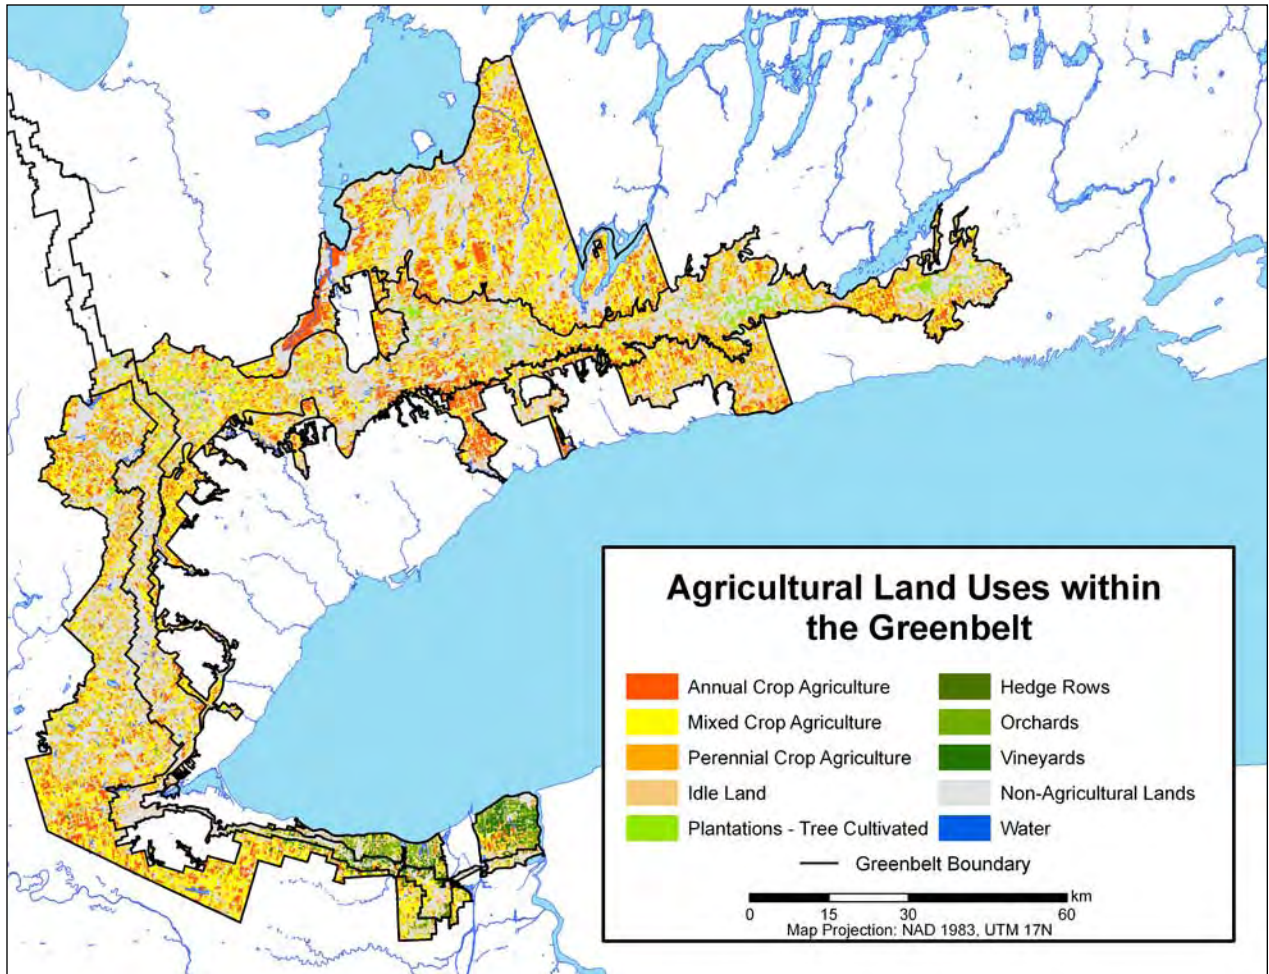 Agricultural Land Uses within
the Greenbelt
Annual Crop Agriculture
Mixed Crop Agriculture
Perennial Crop Agriculture
Idle Land
Plantations - Tree Cultivated
Hedge Rows
Orchards
Vineyards
Non-Agricultural Lands
Water
Greenbelt Boundary
km
0 15 30 60
Map Projection: NAD 1983, UTM 17N